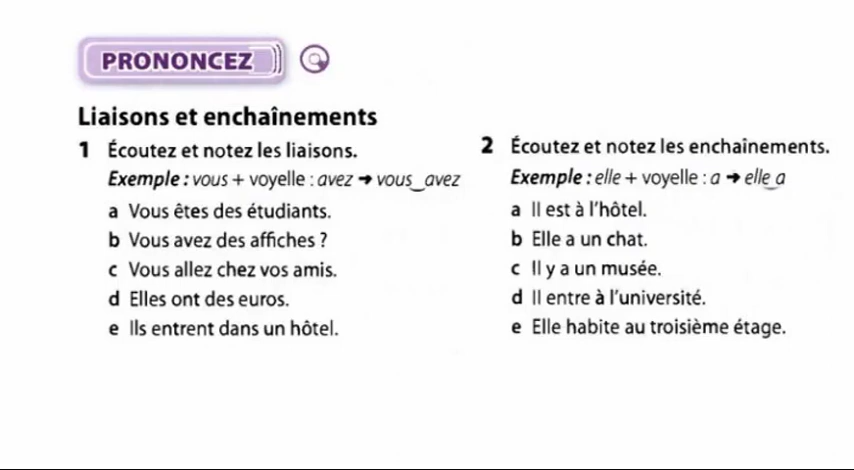 PRONONCEZ
Liaisons et enchaînements
1 Écoutez et notez les liaisons.
Exemple : vous + voyelle : avez ➔ vous‿avez
a Vous êtes des étudiants.
b Vous avez des affiches ?
c Vous allez chez vos amis.
d Elles ont des euros.
e Ils entrent dans un hôtel.
2 Écoutez et notez les enchaînements.
Exemple : elle + voyelle : a ➔ elle‿a
a Il est à l'hôtel.
b Elle a un chat.
c Il y a un musée.
d Il entre à l'université.
e Elle habite au troisième étage.